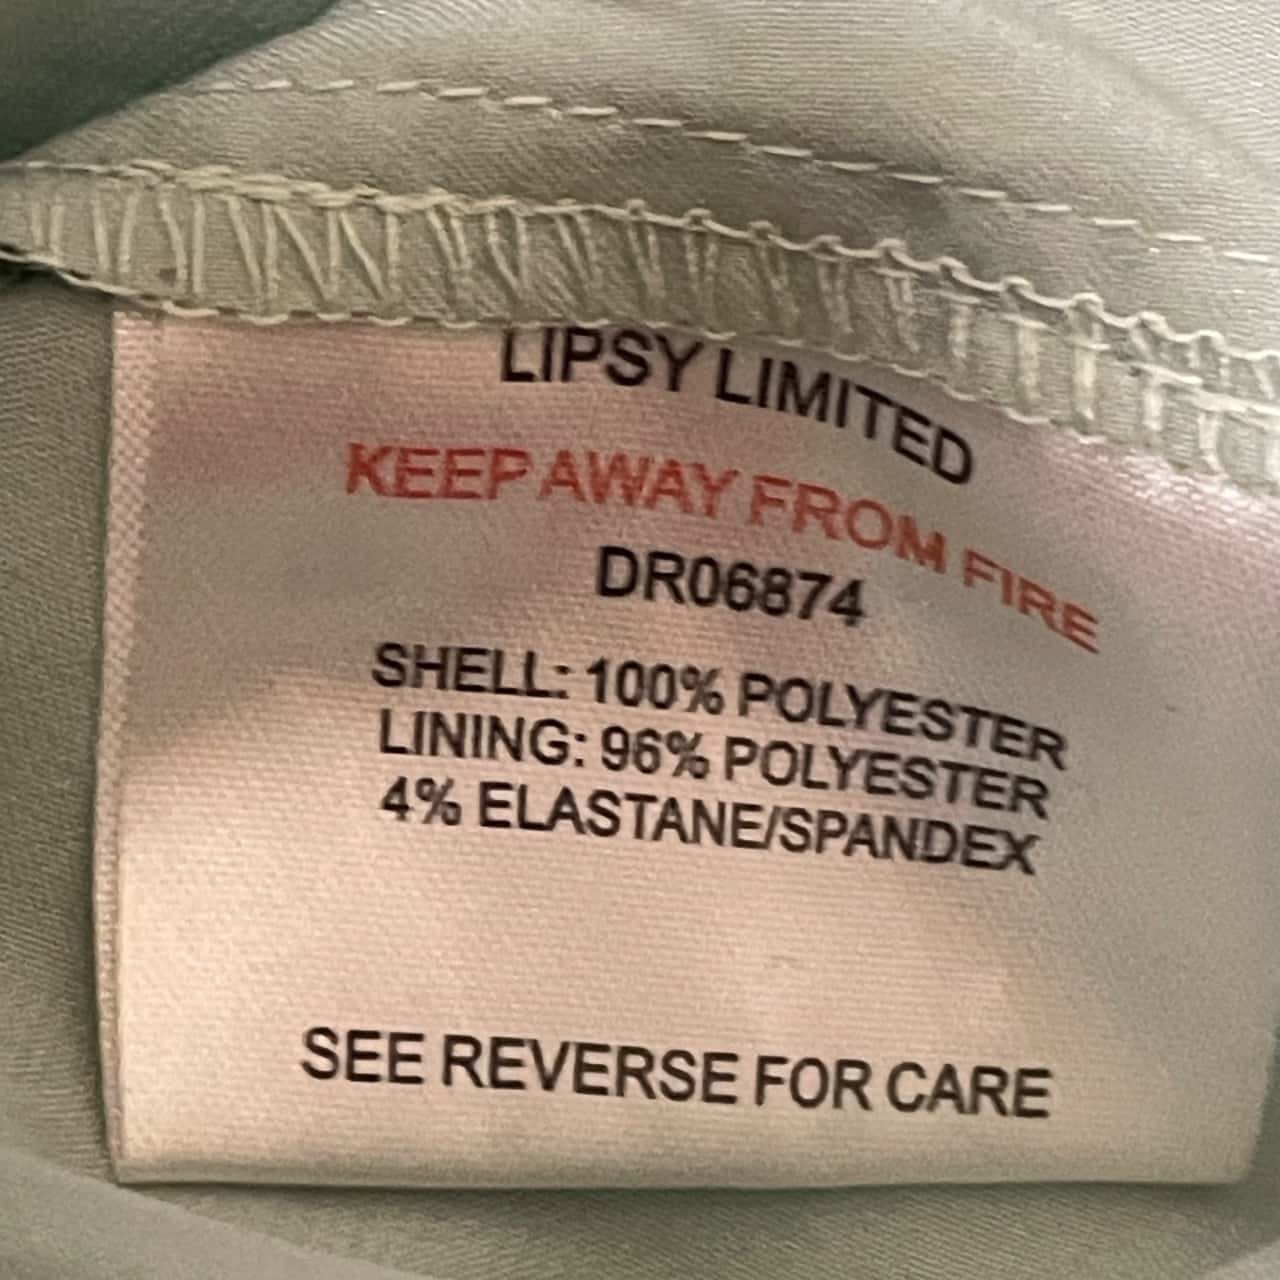 LIPSY LIMITED
KEEP AWAY FROM FIRE
DR06874
SHELL: 100% POLYESTER
LINING: 96% POLYESTER
4% ELASTANE/SPANDEX
SEE REVERSE FOR CARE